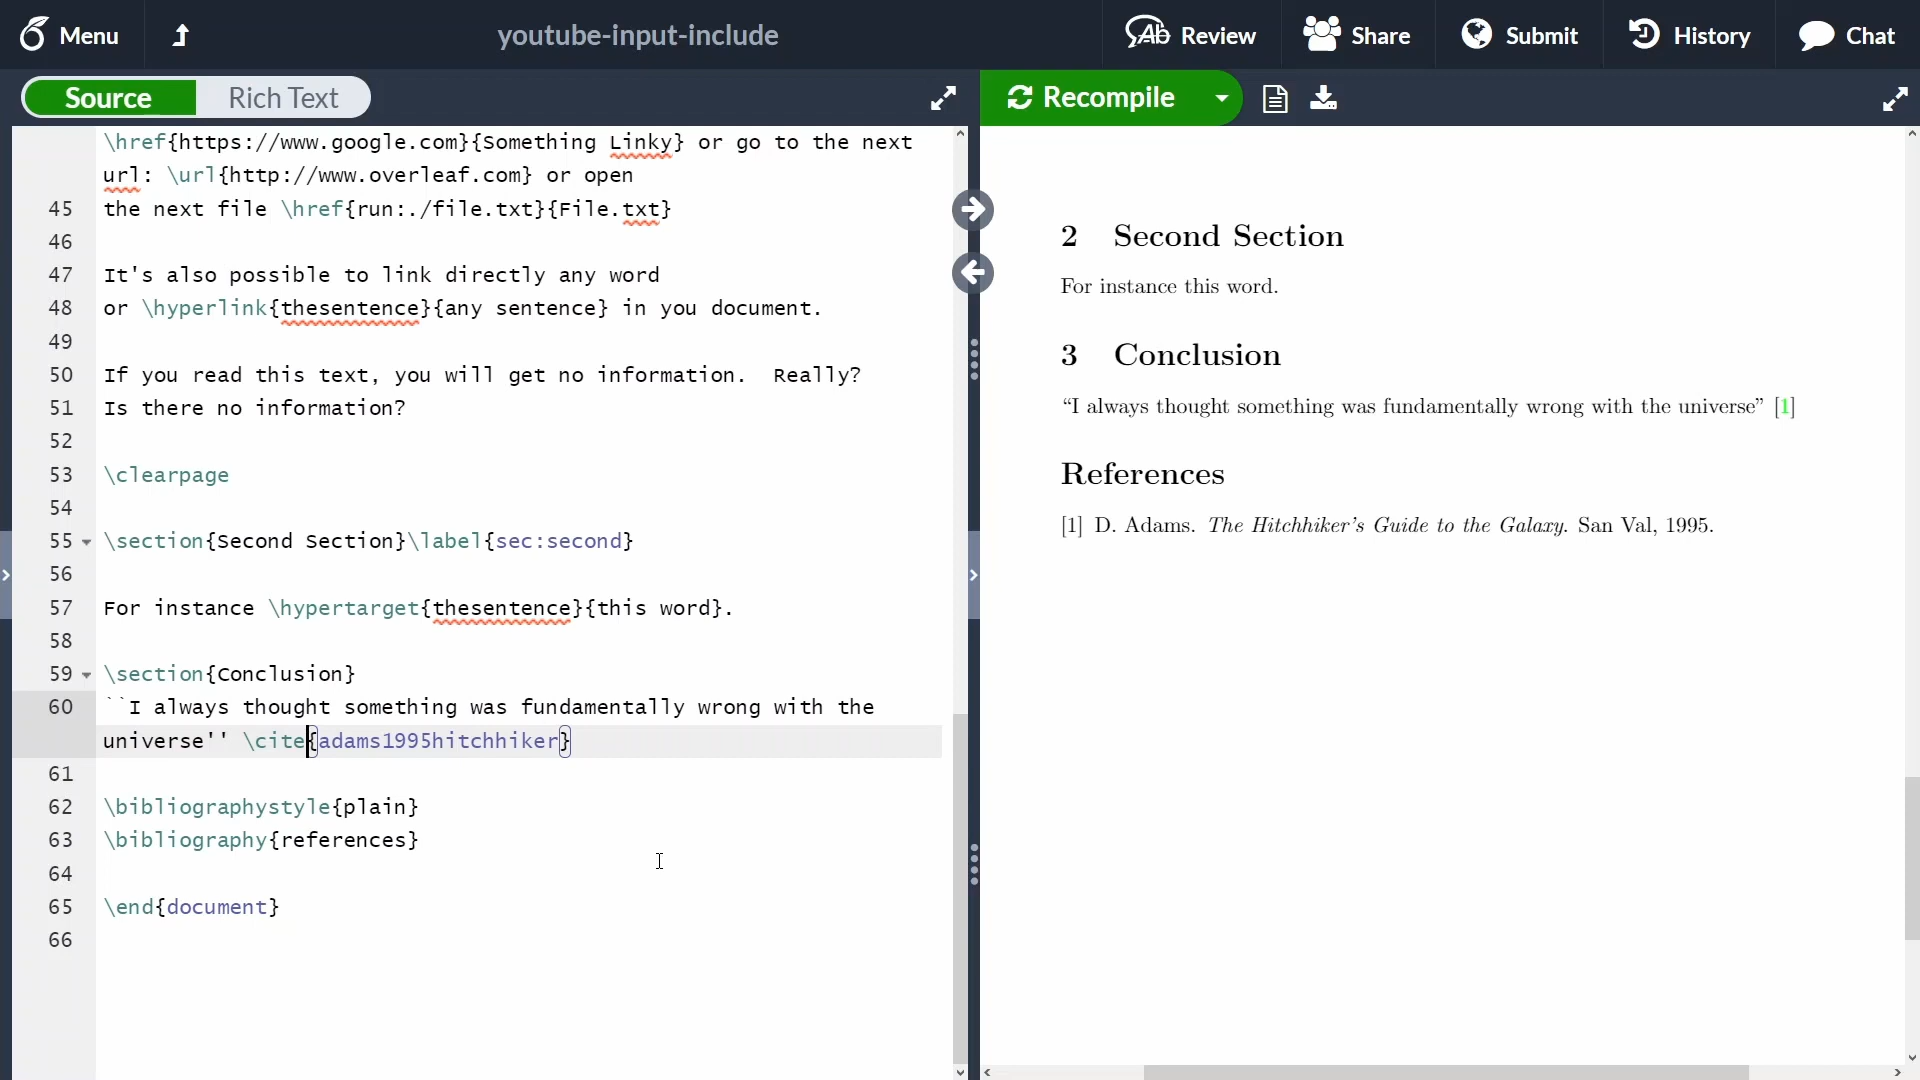 Menu
youtube-input-include
Review
Share
Submit
History
Chat
Source
Rich Text
Recompile
\href{https://www.google.com}{Something Linky} or go to the next
url: \url{http://www.overleaf.com} or open
45 the next file \href{run:./file.txt}{File.txt}
46
47 It's also possible to link directly any word
48 or \hyperlink{thesentence}{any sentence} in you document.
49
50 If you read this text, you will get no information.  Really?
51 Is there no information?
52
53 \clearpage
54
55 \section{Second Section}\label{sec:second}
56
57 For instance \hypertarget{thesentence}{this word}.
58
59 \section{Conclusion}
60 ``I always thought something was fundamentally wrong with the
universe'' \cite{adams1995hitchhiker}
61
62 \bibliographystyle{plain}
63 \bibliography{references}
64
65 \end{document}
66
2 Second Section
For instance this word.
3 Conclusion
“I always thought something was fundamentally wrong with the universe” [1]
References
[1] D. Adams. The Hitchhiker's Guide to the Galaxy. San Val, 1995.